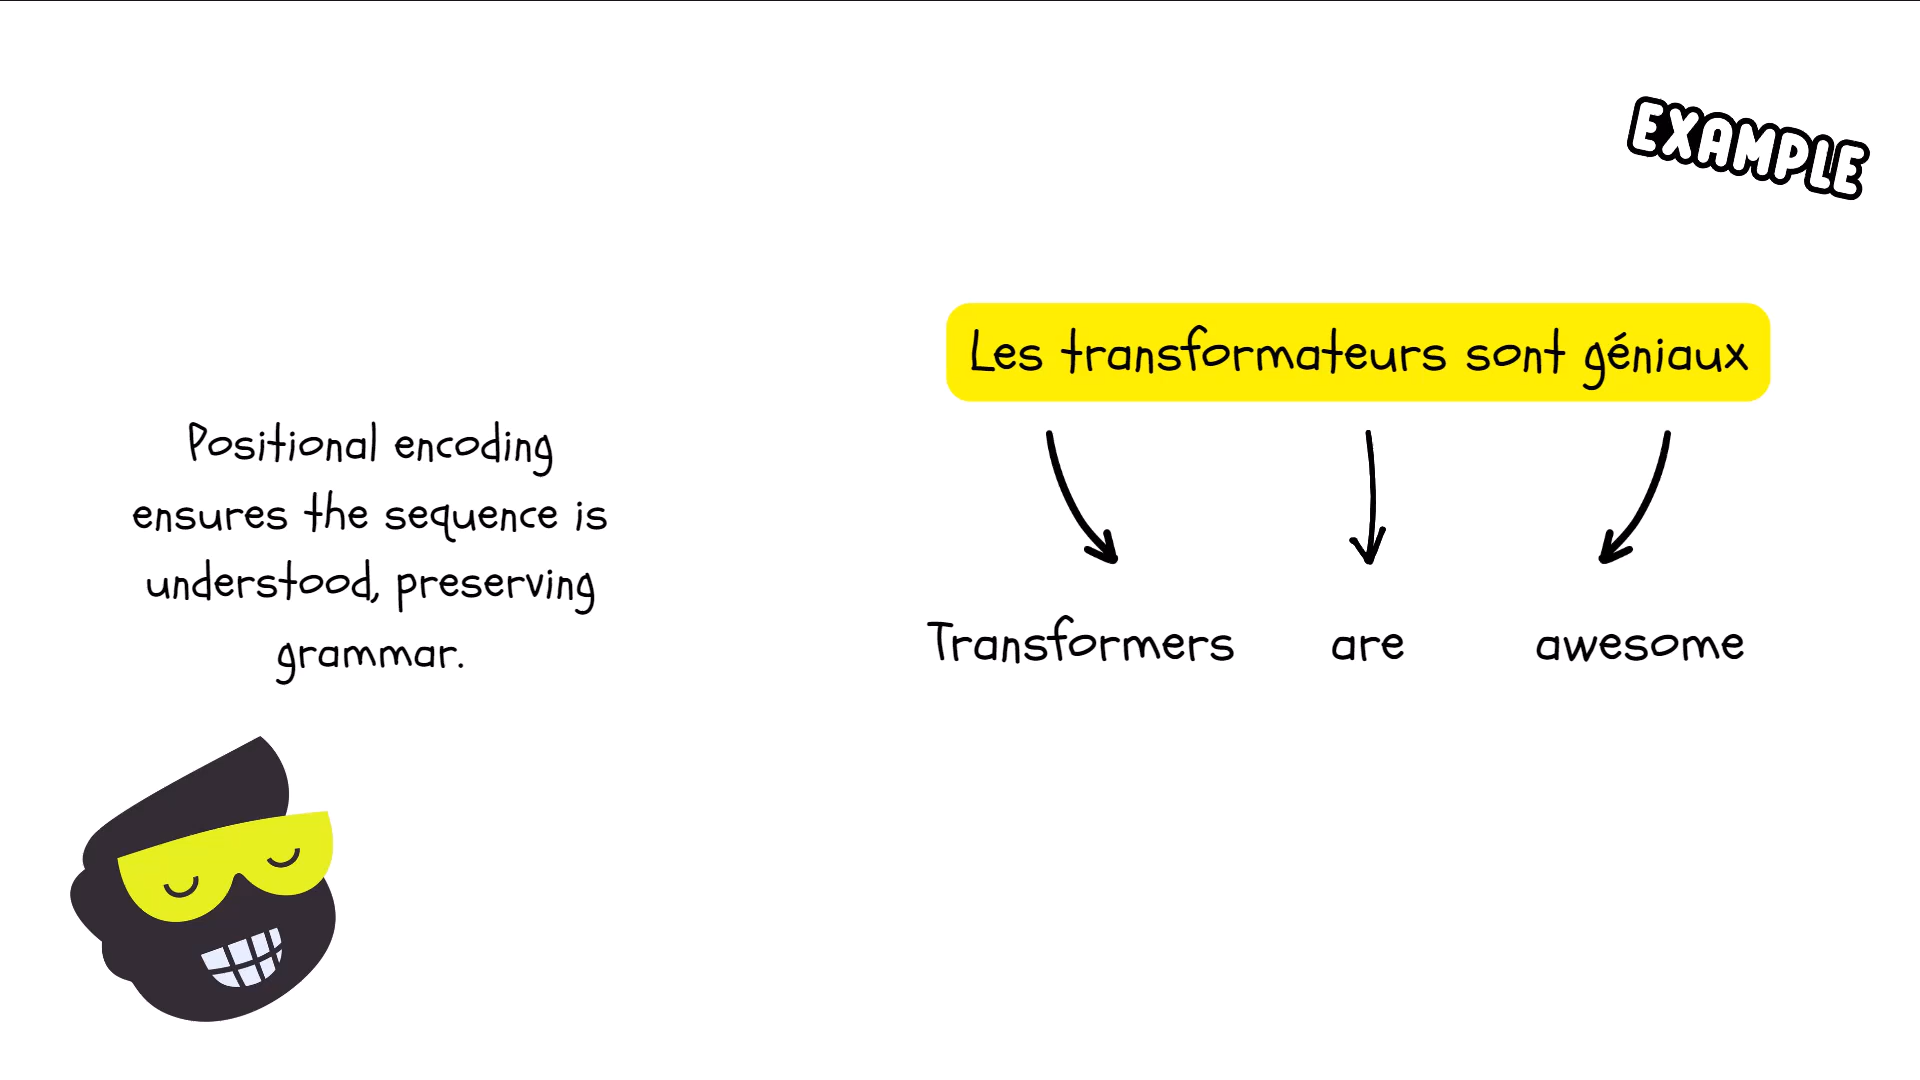 EXAMPLE
Positional encoding
ensures the sequence is
understood, preserving
grammar.
Les transformateurs sont géniaux
Transformers are awesome